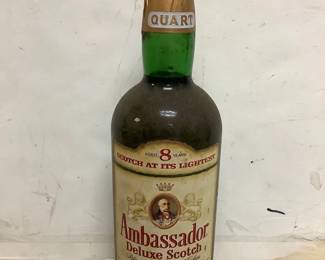 QUART
AGED 8 YEARS
SCOTCH AT ITS LIGHTEST
Ambassador
Deluxe Scotch